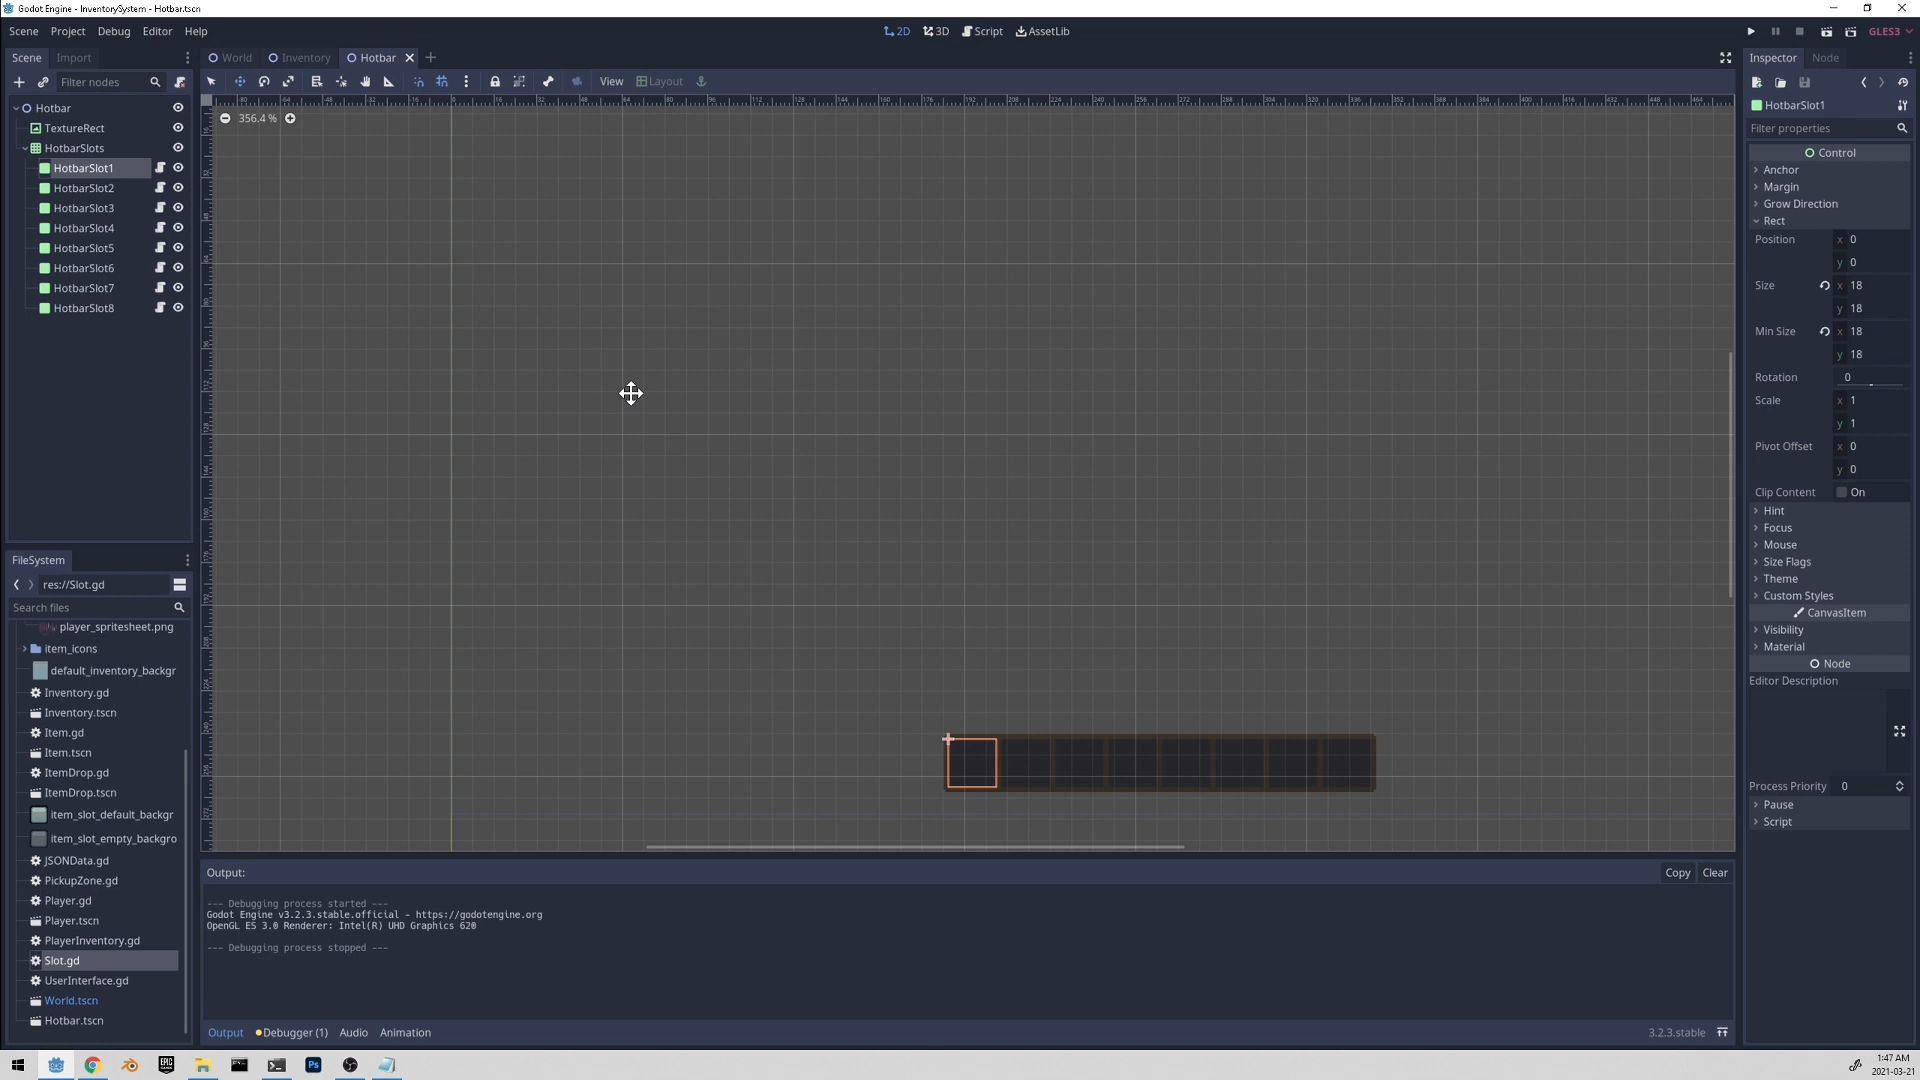 Godot Engine - InventorySystem - Hotbar.tscn
Scene Project Debug Editor Help
2D 3D Script AssetLib
GLES3
Scene Import
World Inventory Hotbar
Inspector Node
Filter nodes
View Layout
356.4 %
Hotbar
TextureRect
HotbarSlots
HotbarSlot1
HotbarSlot2
HotbarSlot3
HotbarSlot4
HotbarSlot5
HotbarSlot6
HotbarSlot7
HotbarSlot8
FileSystem
res://Slot.gd
Search files
player_spritesheet.png
item_icons
default_inventory_backgr
Inventory.gd
Inventory.tscn
Item.gd
Item.tscn
ItemDrop.gd
ItemDrop.tscn
item_slot_default_backgr
item_slot_empty_backgro
JSONData.gd
PickupZone.gd
Player.gd
Player.tscn
PlayerInventory.gd
Slot.gd
UserInterface.gd
World.tscn
Hotbar.tscn
Output:
Copy Clear
--- Debugging process started ---
Godot Engine v3.2.3.stable.official - https://godotengine.org
OpenGL ES 3.0 Renderer: Intel(R) UHD Graphics 620
--- Debugging process stopped ---
Output Debugger (1) Audio Animation
3.2.3.stable
HotbarSlot1
Filter properties
Control
Anchor
Margin
Grow Direction
Rect
Position x 0
y 0
Size x 18
y 18
Min Size x 18
y 18
Rotation 0
Scale x 1
y 1
Pivot Offset x 0
y 0
Clip Content On
Hint
Focus
Mouse
Size Flags
Theme
Custom Styles
CanvasItem
Visibility
Material
Node
Editor Description
Process Priority 0
Pause
Script
EPIC
Ps
1:47 AM
2021-03-21